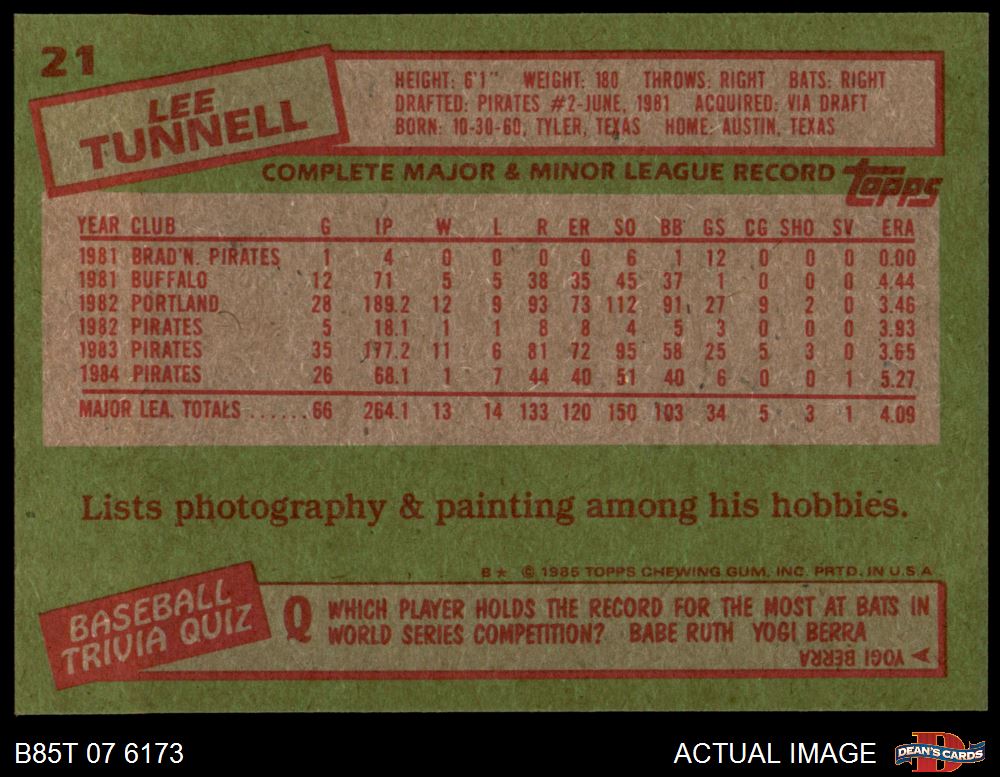 21
LEE
TUNNELL
HEIGHT: 6'1" WEIGHT: 180 THROWS: RIGHT BATS: RIGHT
DRAFTED: PIRATES #2-JUNE, 1981 ACQUIRED: VIA DRAFT
BORN: 10-30-60, TYLER, TEXAS HOME: AUSTIN, TEXAS
COMPLETE MAJOR & MINOR LEAGUE RECORD topps
YEAR CLUB G IP W L R ER SO BB GS CG SHO SV ERA
1981 BRAD'N. PIRATES 1 4 0 0 0 0 6 1 12 0 0 0 0.00
1981 BUFFALO 12 71 5 5 38 35 45 37 1 0 0 0 4.44
1982 PORTLAND 28 189.2 12 9 93 73 112 91 27 9 2 0 3.46
1982 PIRATES 5 18.1 1 1 8 8 4 5 3 0 0 0 3.93
1983 PIRATES 35 177.2 11 6 81 72 95 58 25 5 3 0 3.65
1984 PIRATES 26 68.1 1 7 44 40 51 40 6 0 0 1 5.27
MAJOR LEA. TOTALS ......66 264.1 13 14 133 120 150 103 34 5 3 1 4.09
Lists photography & painting among his hobbies.
B★ © 1985 TOPPS CHEWING GUM, INC. PRTD. IN U.S.A
BASEBALL
TRIVIA QUIZ
Q WHICH PLAYER HOLDS THE RECORD FOR THE MOST AT BATS IN
WORLD SERIES COMPETITION? BABE RUTH YOGI BERRA
YOGI BERRA
B85T 07 6173
ACTUAL IMAGE
DEAN'S CARDS